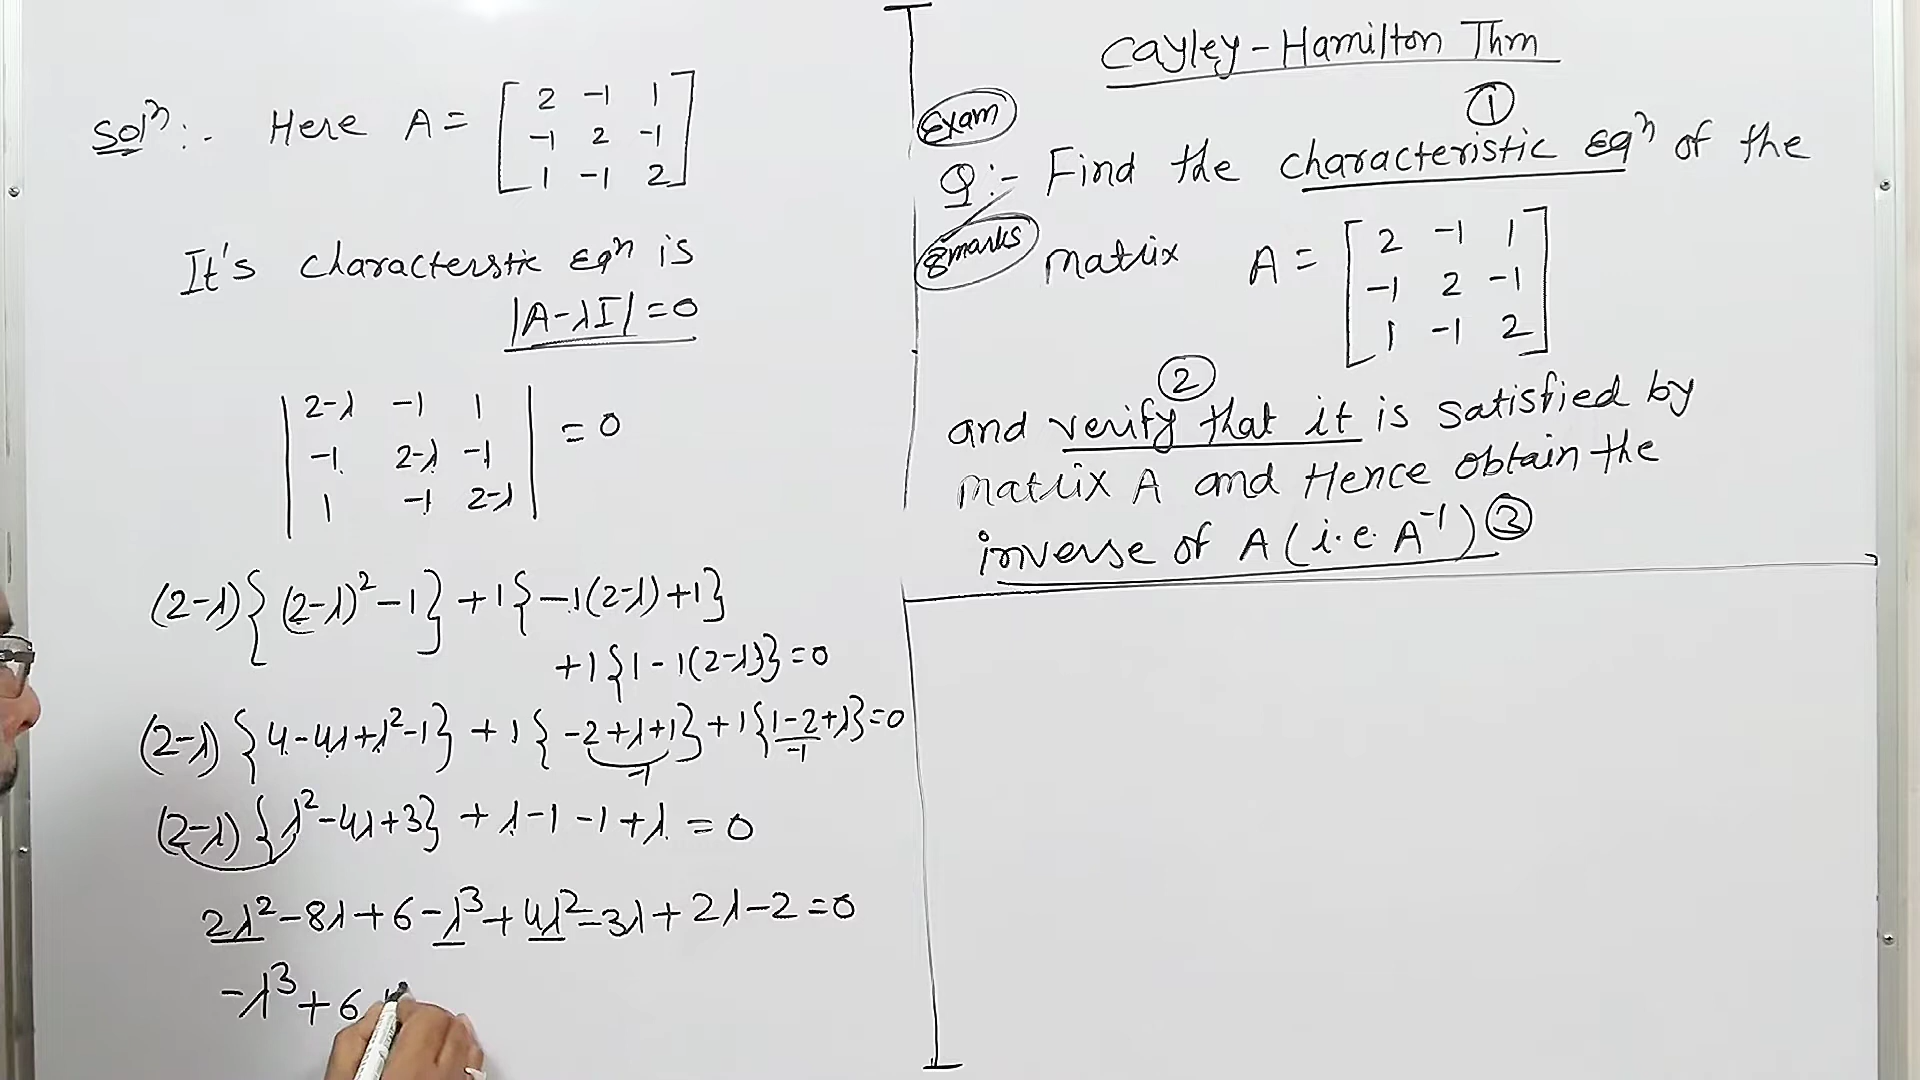 Solⁿ:- Here A = [2 -1 1
-1 2 -1
1 -1 2]
It's characterstic Eqⁿ is
|A-λI| = 0
|2-λ -1 1
-1 2-λ -1
1 -1 2-λ| = 0
(2-λ){(2-λ)² - 1} + 1{-1(2-λ)+1}
+1{1-1(2-λ)} = 0
(2-λ){4-4λ+λ²-1} + 1{-2+λ+1} + 1{1-2+λ} = 0
-1 -1
(2-λ){λ²-4λ+3} + λ-1-1+λ = 0
2λ²-8λ+6-λ³+4λ²-3λ+2λ-2 = 0
-λ³+6
Cayley-Hamilton Thm
Exam
①
Q:- Find the characteristic Eqⁿ of the
8marks
matrix A = [2 -1 1
-1 2 -1
1 -1 2]
②
and verify that it is satisfied by
matrix A and Hence obtain the
inverse of A (i.e. A⁻¹) ③